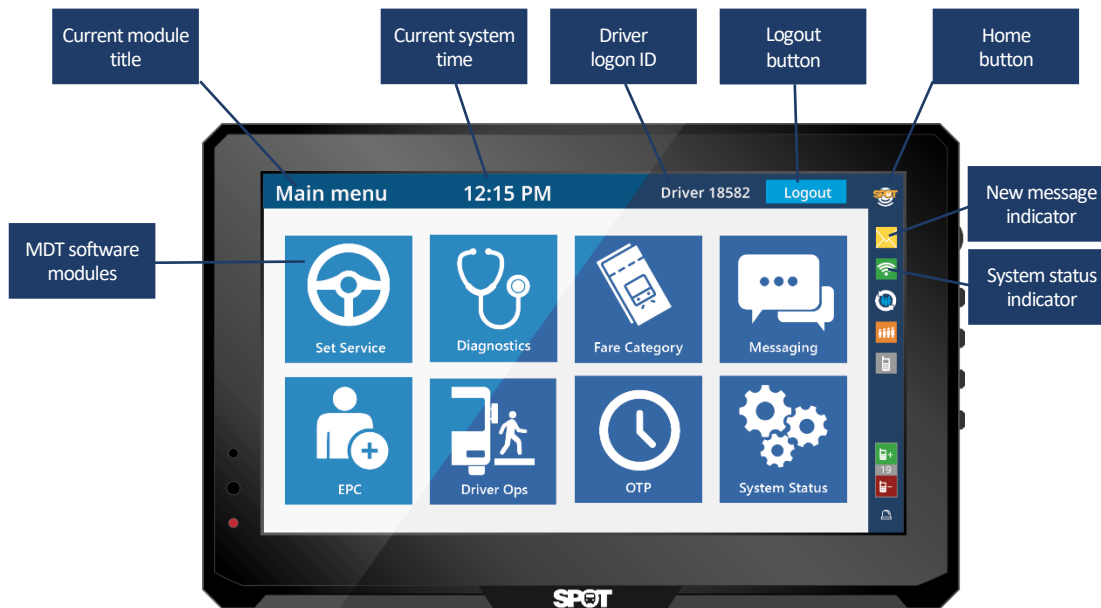 Current module
title
Current system
time
Driver
logon ID
Logout
button
Home
button
Main menu
12:15 PM
Driver 18582
Logout
SPOT
New message
indicator
MDT software
modules
System status
indicator
Set Service
Diagnostics
Fare Category
Messaging
EPC
Driver Ops
OTP
System Status
19
SPOT